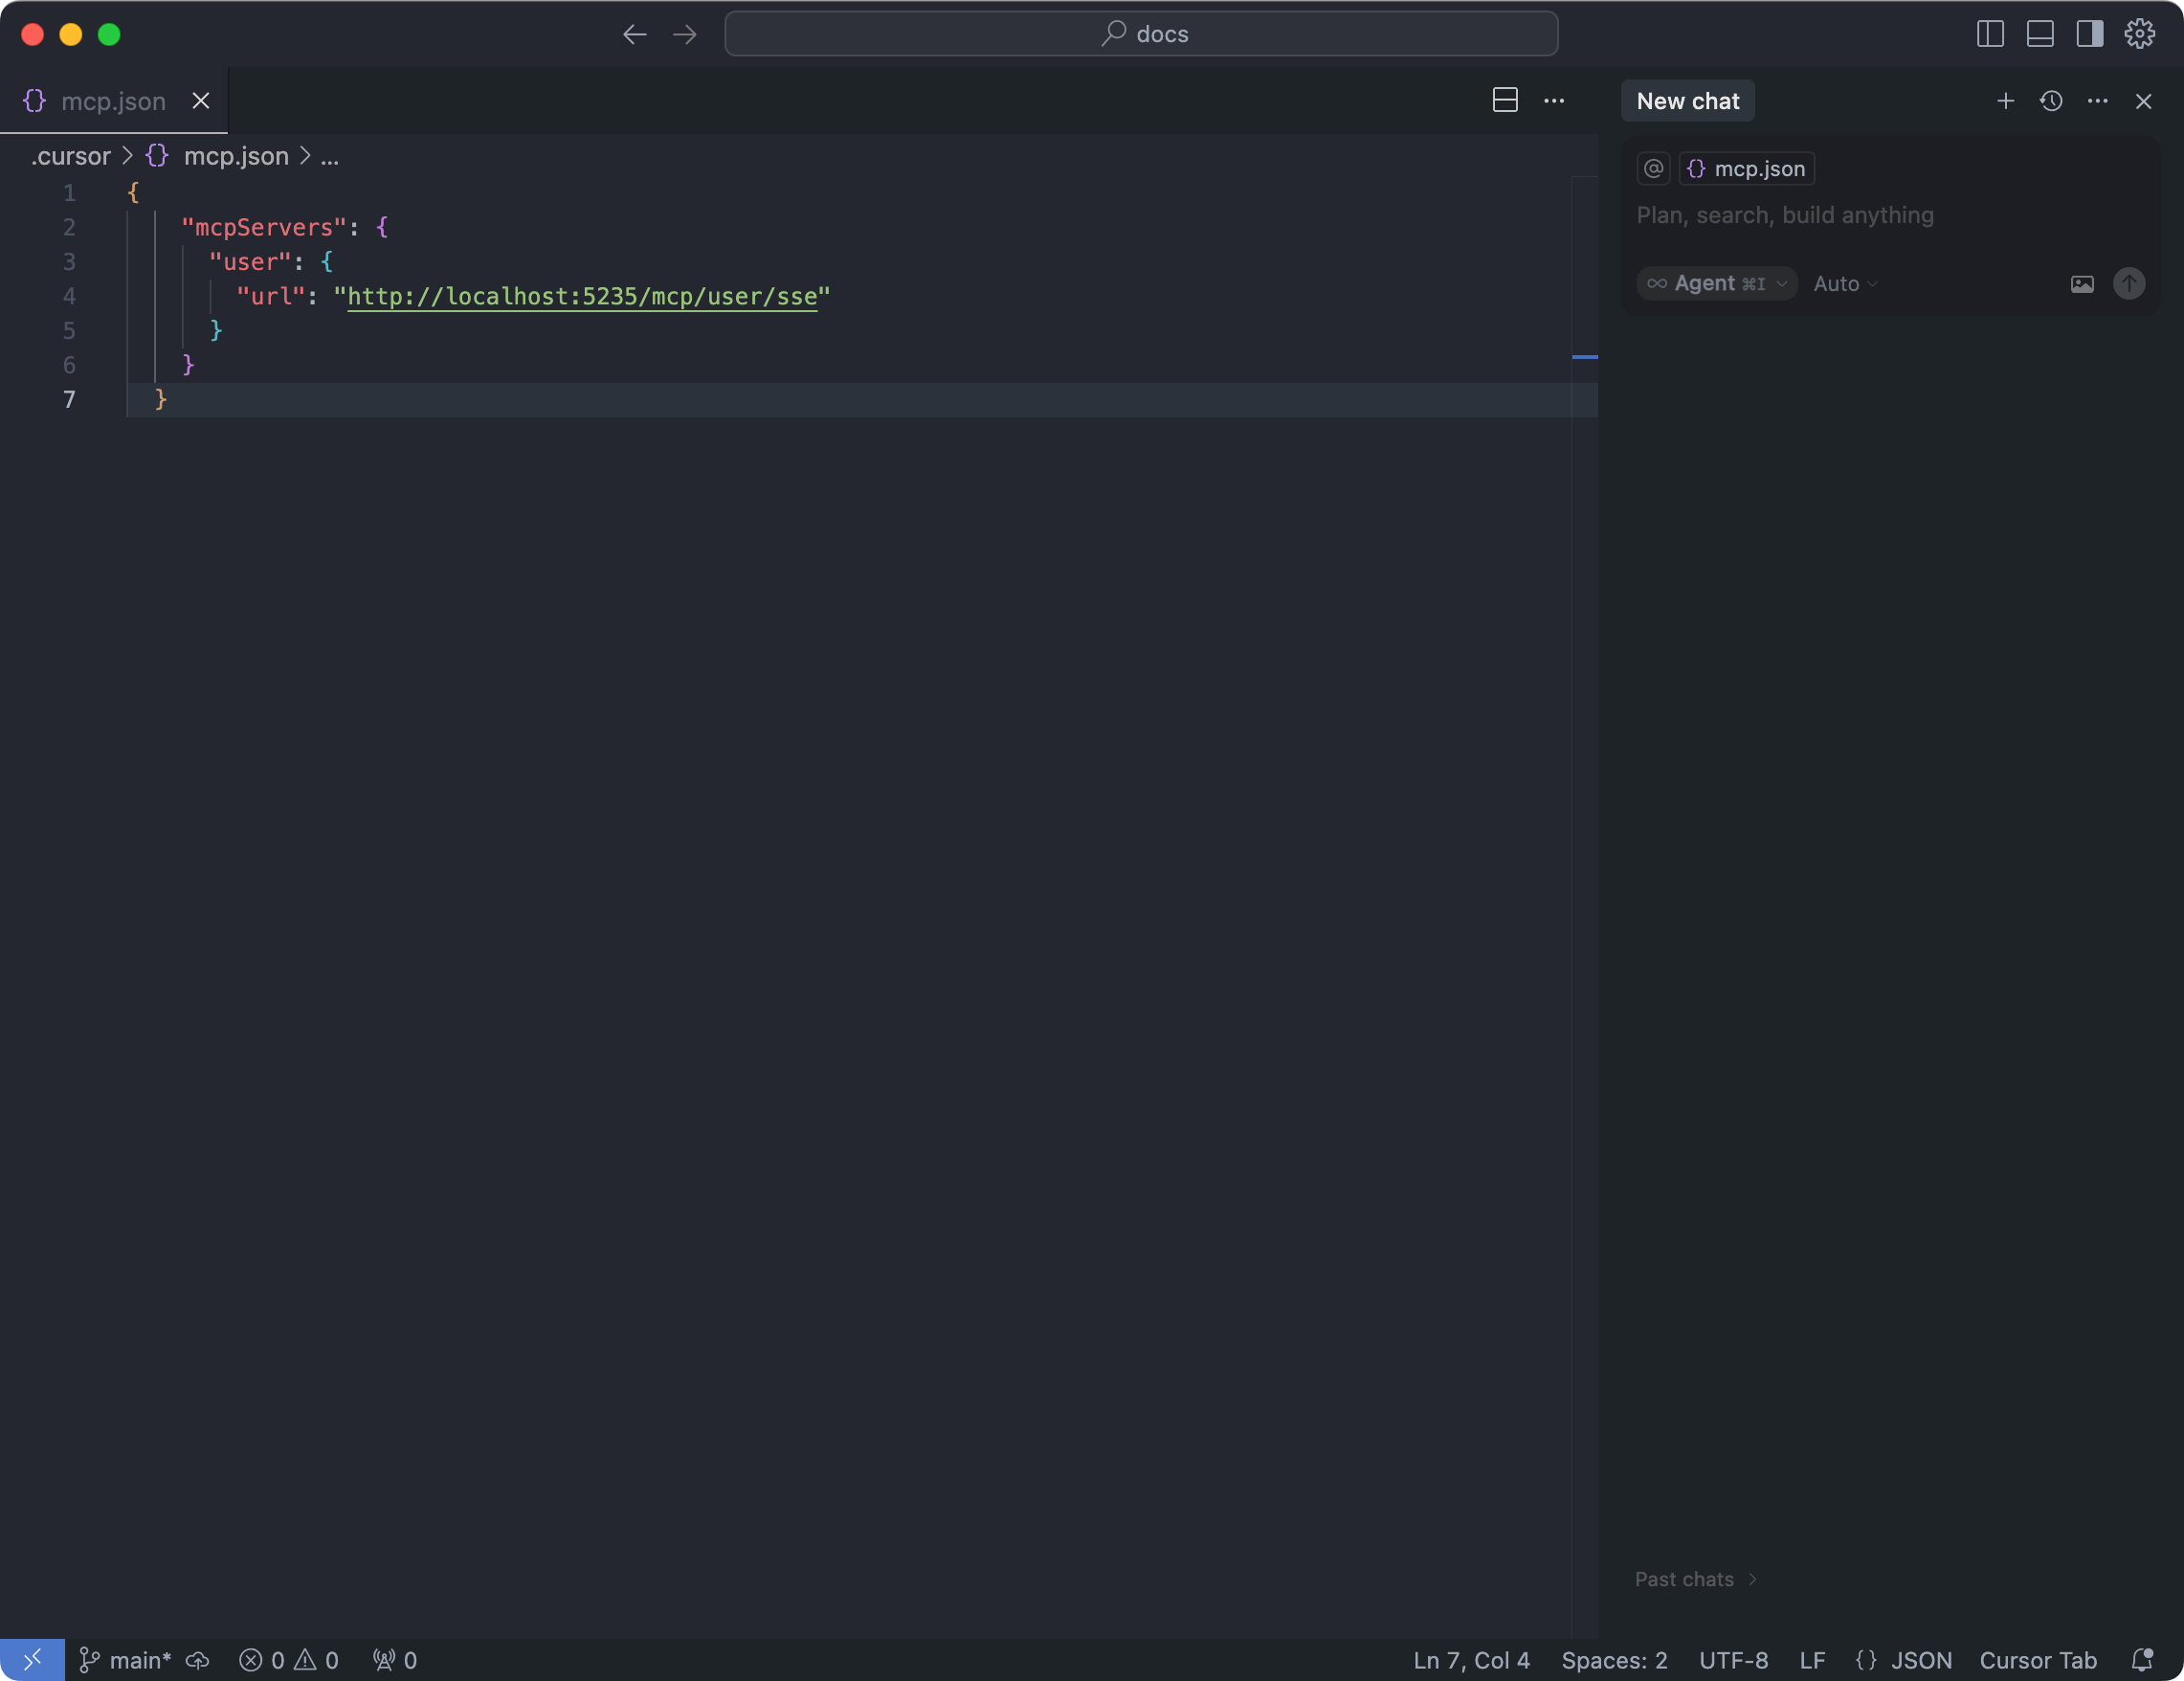 docs
mcp.json
.cursor > {} mcp.json > ...
1 {
2 "mcpServers": {
3 "user": {
4 "url": "http://localhost:5235/mcp/user/sse"
5 }
6 }
7 }
New chat
@ {} mcp.json
Plan, search, build anything
Agent ⌘I Auto
Past chats >
main* 0 0 0 Ln 7, Col 4 Spaces: 2 UTF-8 LF {} JSON Cursor Tab